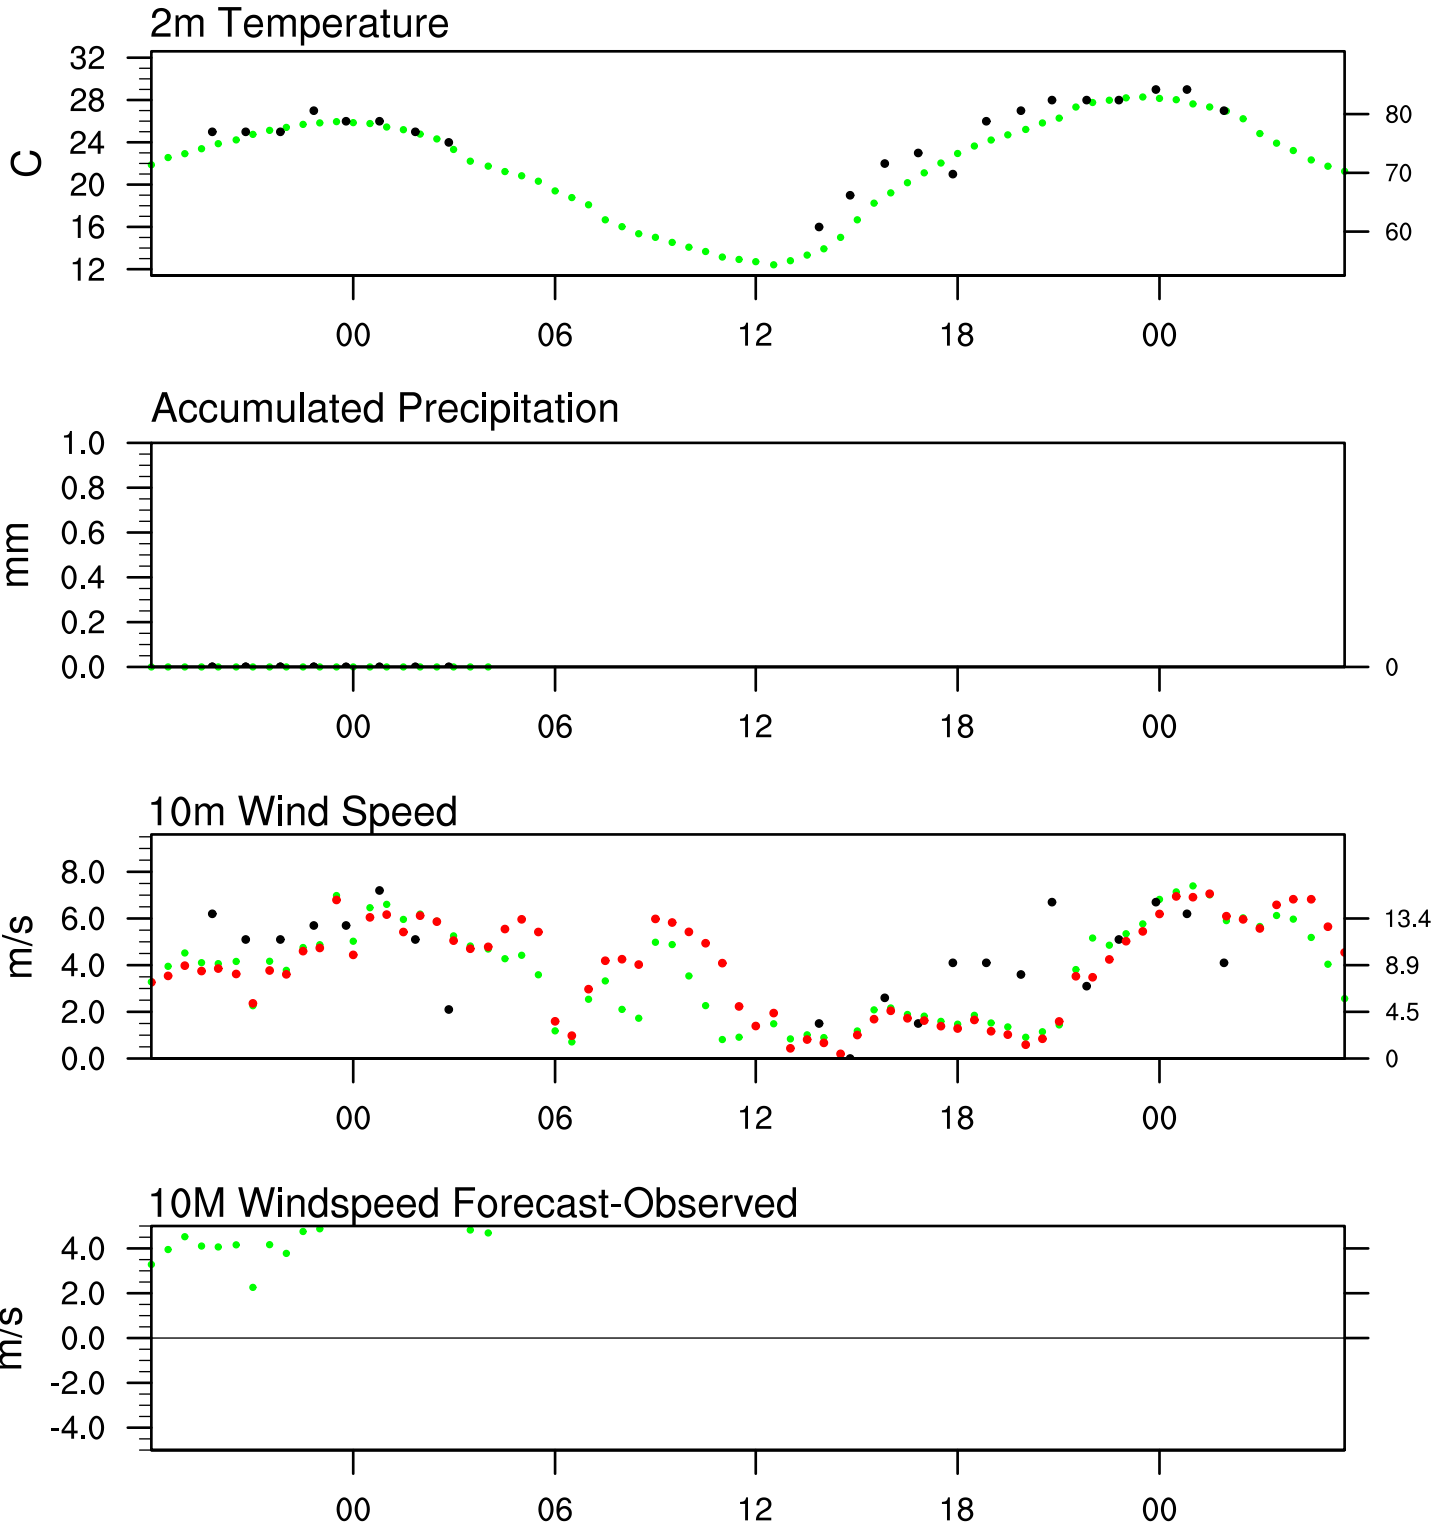 2m Temperature
32
28
24
20
16
12
C
80
70
60
00 06 12 18 00
Accumulated Precipitation
1.0
0.8
0.6
0.4
0.2
0.0
mm
0
00 06 12 18 00
10m Wind Speed
8.0
6.0
4.0
2.0
0.0
m/s
13.4
8.9
4.5
0
00 06 12 18 00
10M Windspeed Forecast-Observed
4.0
2.0
0.0
-2.0
-4.0
m/s
00 06 12 18 00